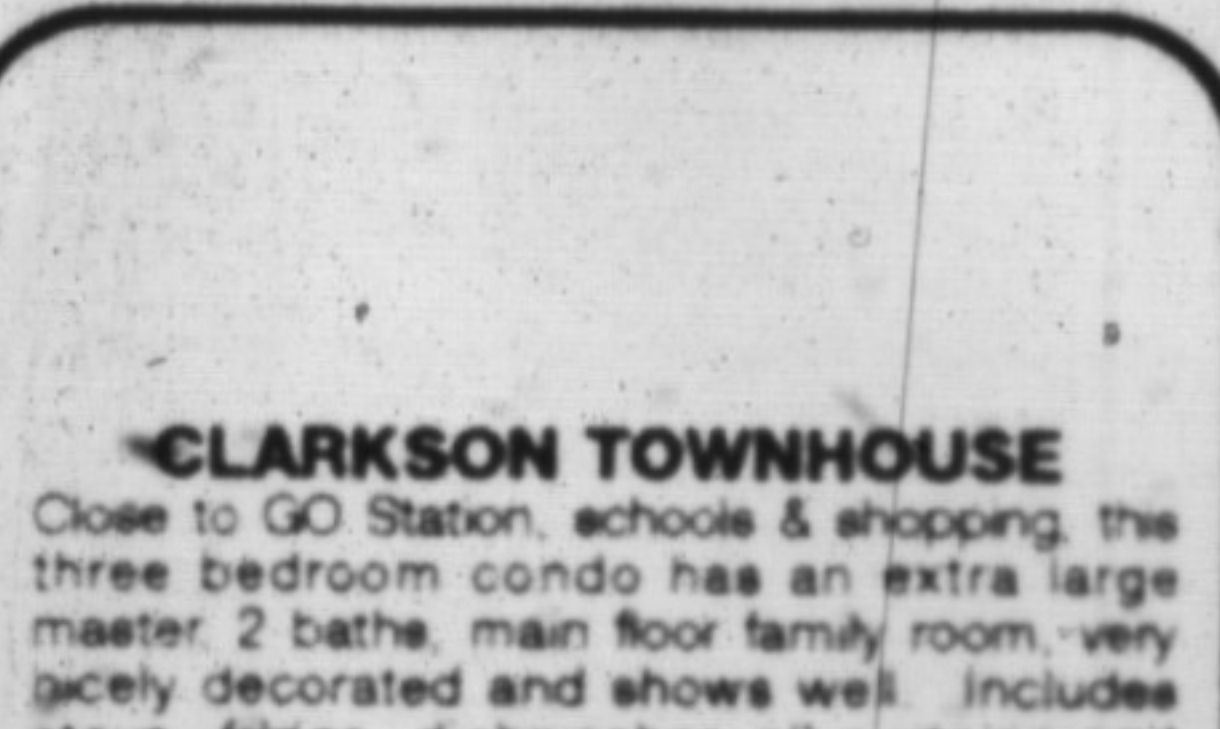 CLARKSON TOWNHOUSE
Close to GO Station, schools & shopping, this
three bedroom condo has an extra large
master, 2 baths, main floor family room, very
nicely decorated and shows well. Includes